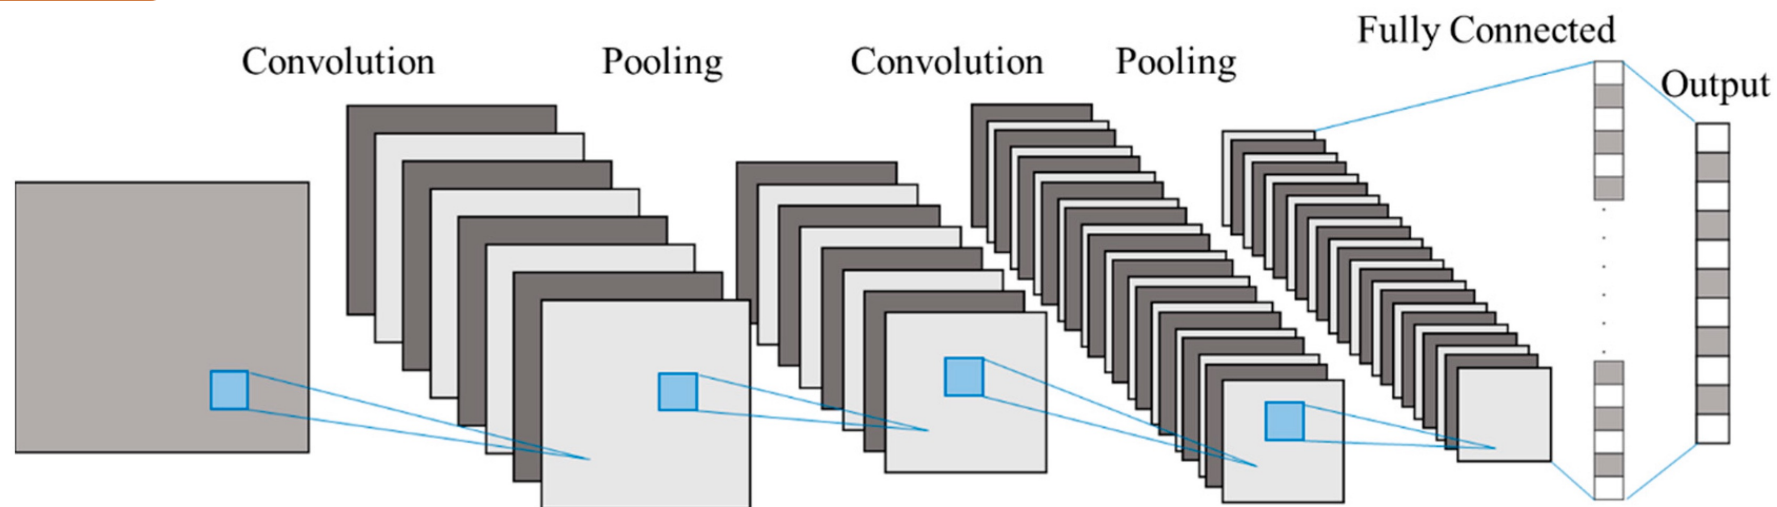 Convolution
Pooling
Convolution
Pooling
Fully Connected
Output